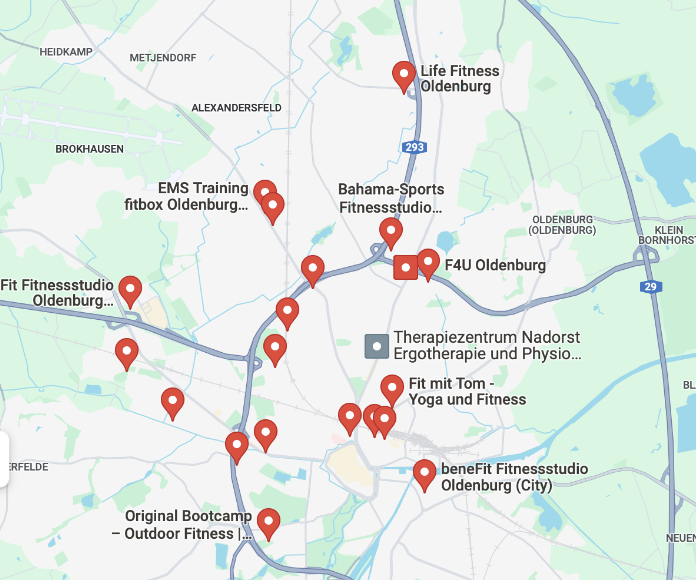 HEIDKAMP
METJENDORF
Life Fitness
Oldenburg
ALEXANDERSFELD
293
BROKHAUSEN
EMS Training
fitbox Oldenburg...
Bahama-Sports
Fitnessstudio...
OLDENBURG
(OLDENBURG)
KLEIN
BORNHORST
F4U Oldenburg
Fit Fitnessstudio
Oldenburg...
29
Therapiezentrum Nadorst
Ergotherapie und Physio...
Fit mit Tom -
Yoga und Fitness
BL
ERFELDE
beneFit Fitnessstudio
Oldenburg (City)
Original Bootcamp
– Outdoor Fitness |...
NEUEN